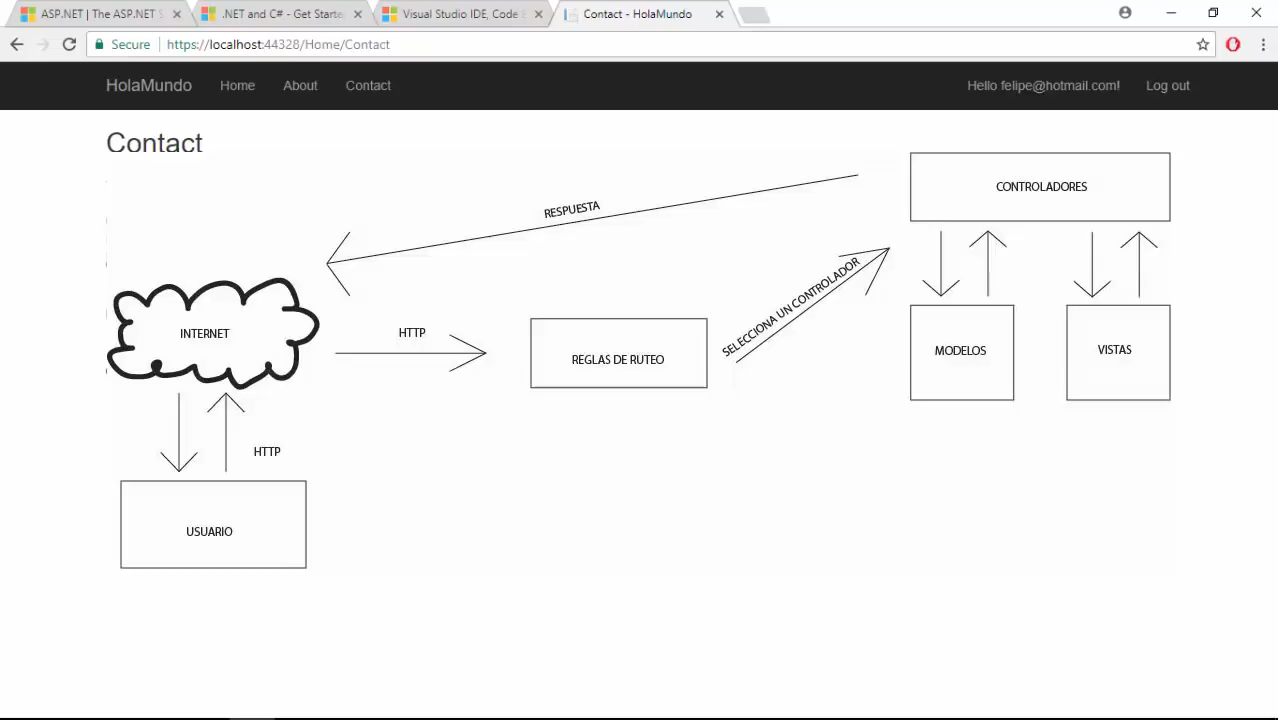 ASP.NET | The ASP.NET S
.NET and C# - Get Starte
Visual Studio IDE, Code E
Contact - HolaMundo
Secure
https://localhost:44328/Home/Contact
HolaMundo
Home
About
Contact
Hello felipe@hotmail.com!
Log out
Contact
CONTROLADORES
RESPUESTA
SELECCIONA UN CONTROLADOR
INTERNET
HTTP
REGLAS DE RUTEO
MODELOS
VISTAS
HTTP
USUARIO